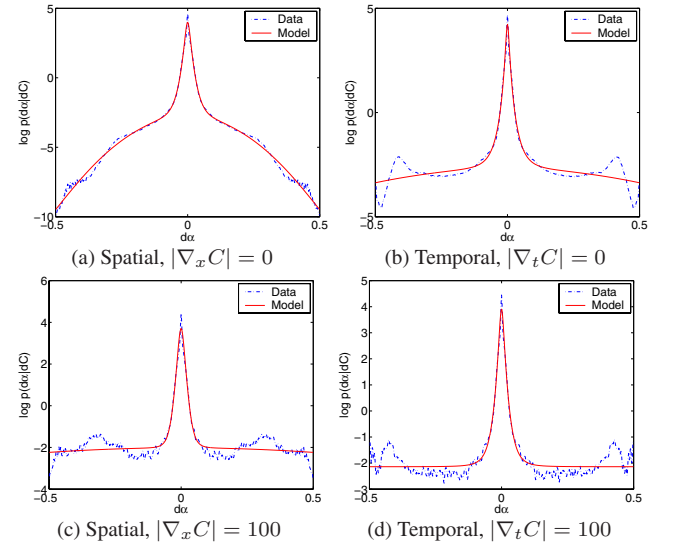 5
0
−5
−10
log p(dα|dC)
Data
Model
−0.5 0 0.5
dα
(a) Spatial, |∇ₓC| = 0
5
0
−5
log p(dα|dC)
Data
Model
−0.5 0 0.5
dα
(b) Temporal, |∇ₜC| = 0
6
4
2
0
−2
−4
log p(dα|dC)
Data
Model
−0.5 0 0.5
dα
(c) Spatial, |∇ₓC| = 100
5
4
3
2
1
0
−1
−2
−3
log p(dα|dC)
Data
Model
−0.5 0 0.5
dα
(d) Temporal, |∇ₜC| = 100